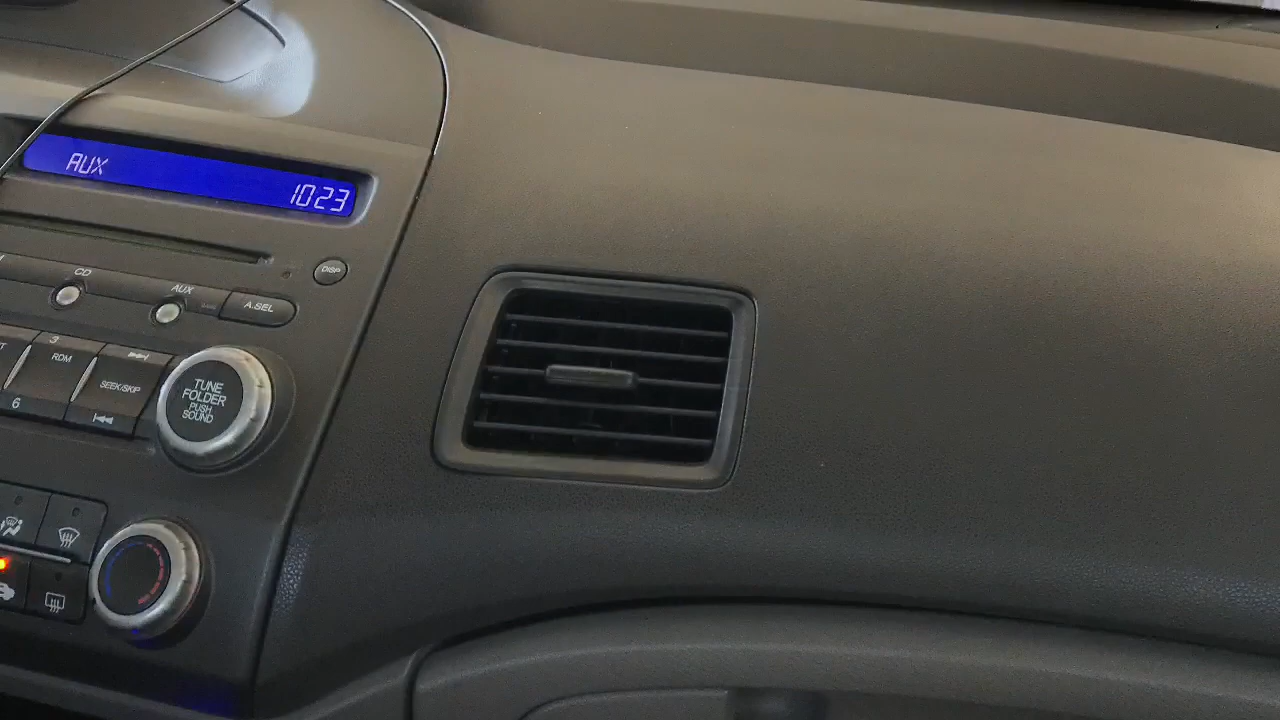 AUX
1023
DISP
CD
AUX
A.SEL
3
RDM
SEEK/SKIP
6
TUNE
FOLDER
PUSH
SOUND